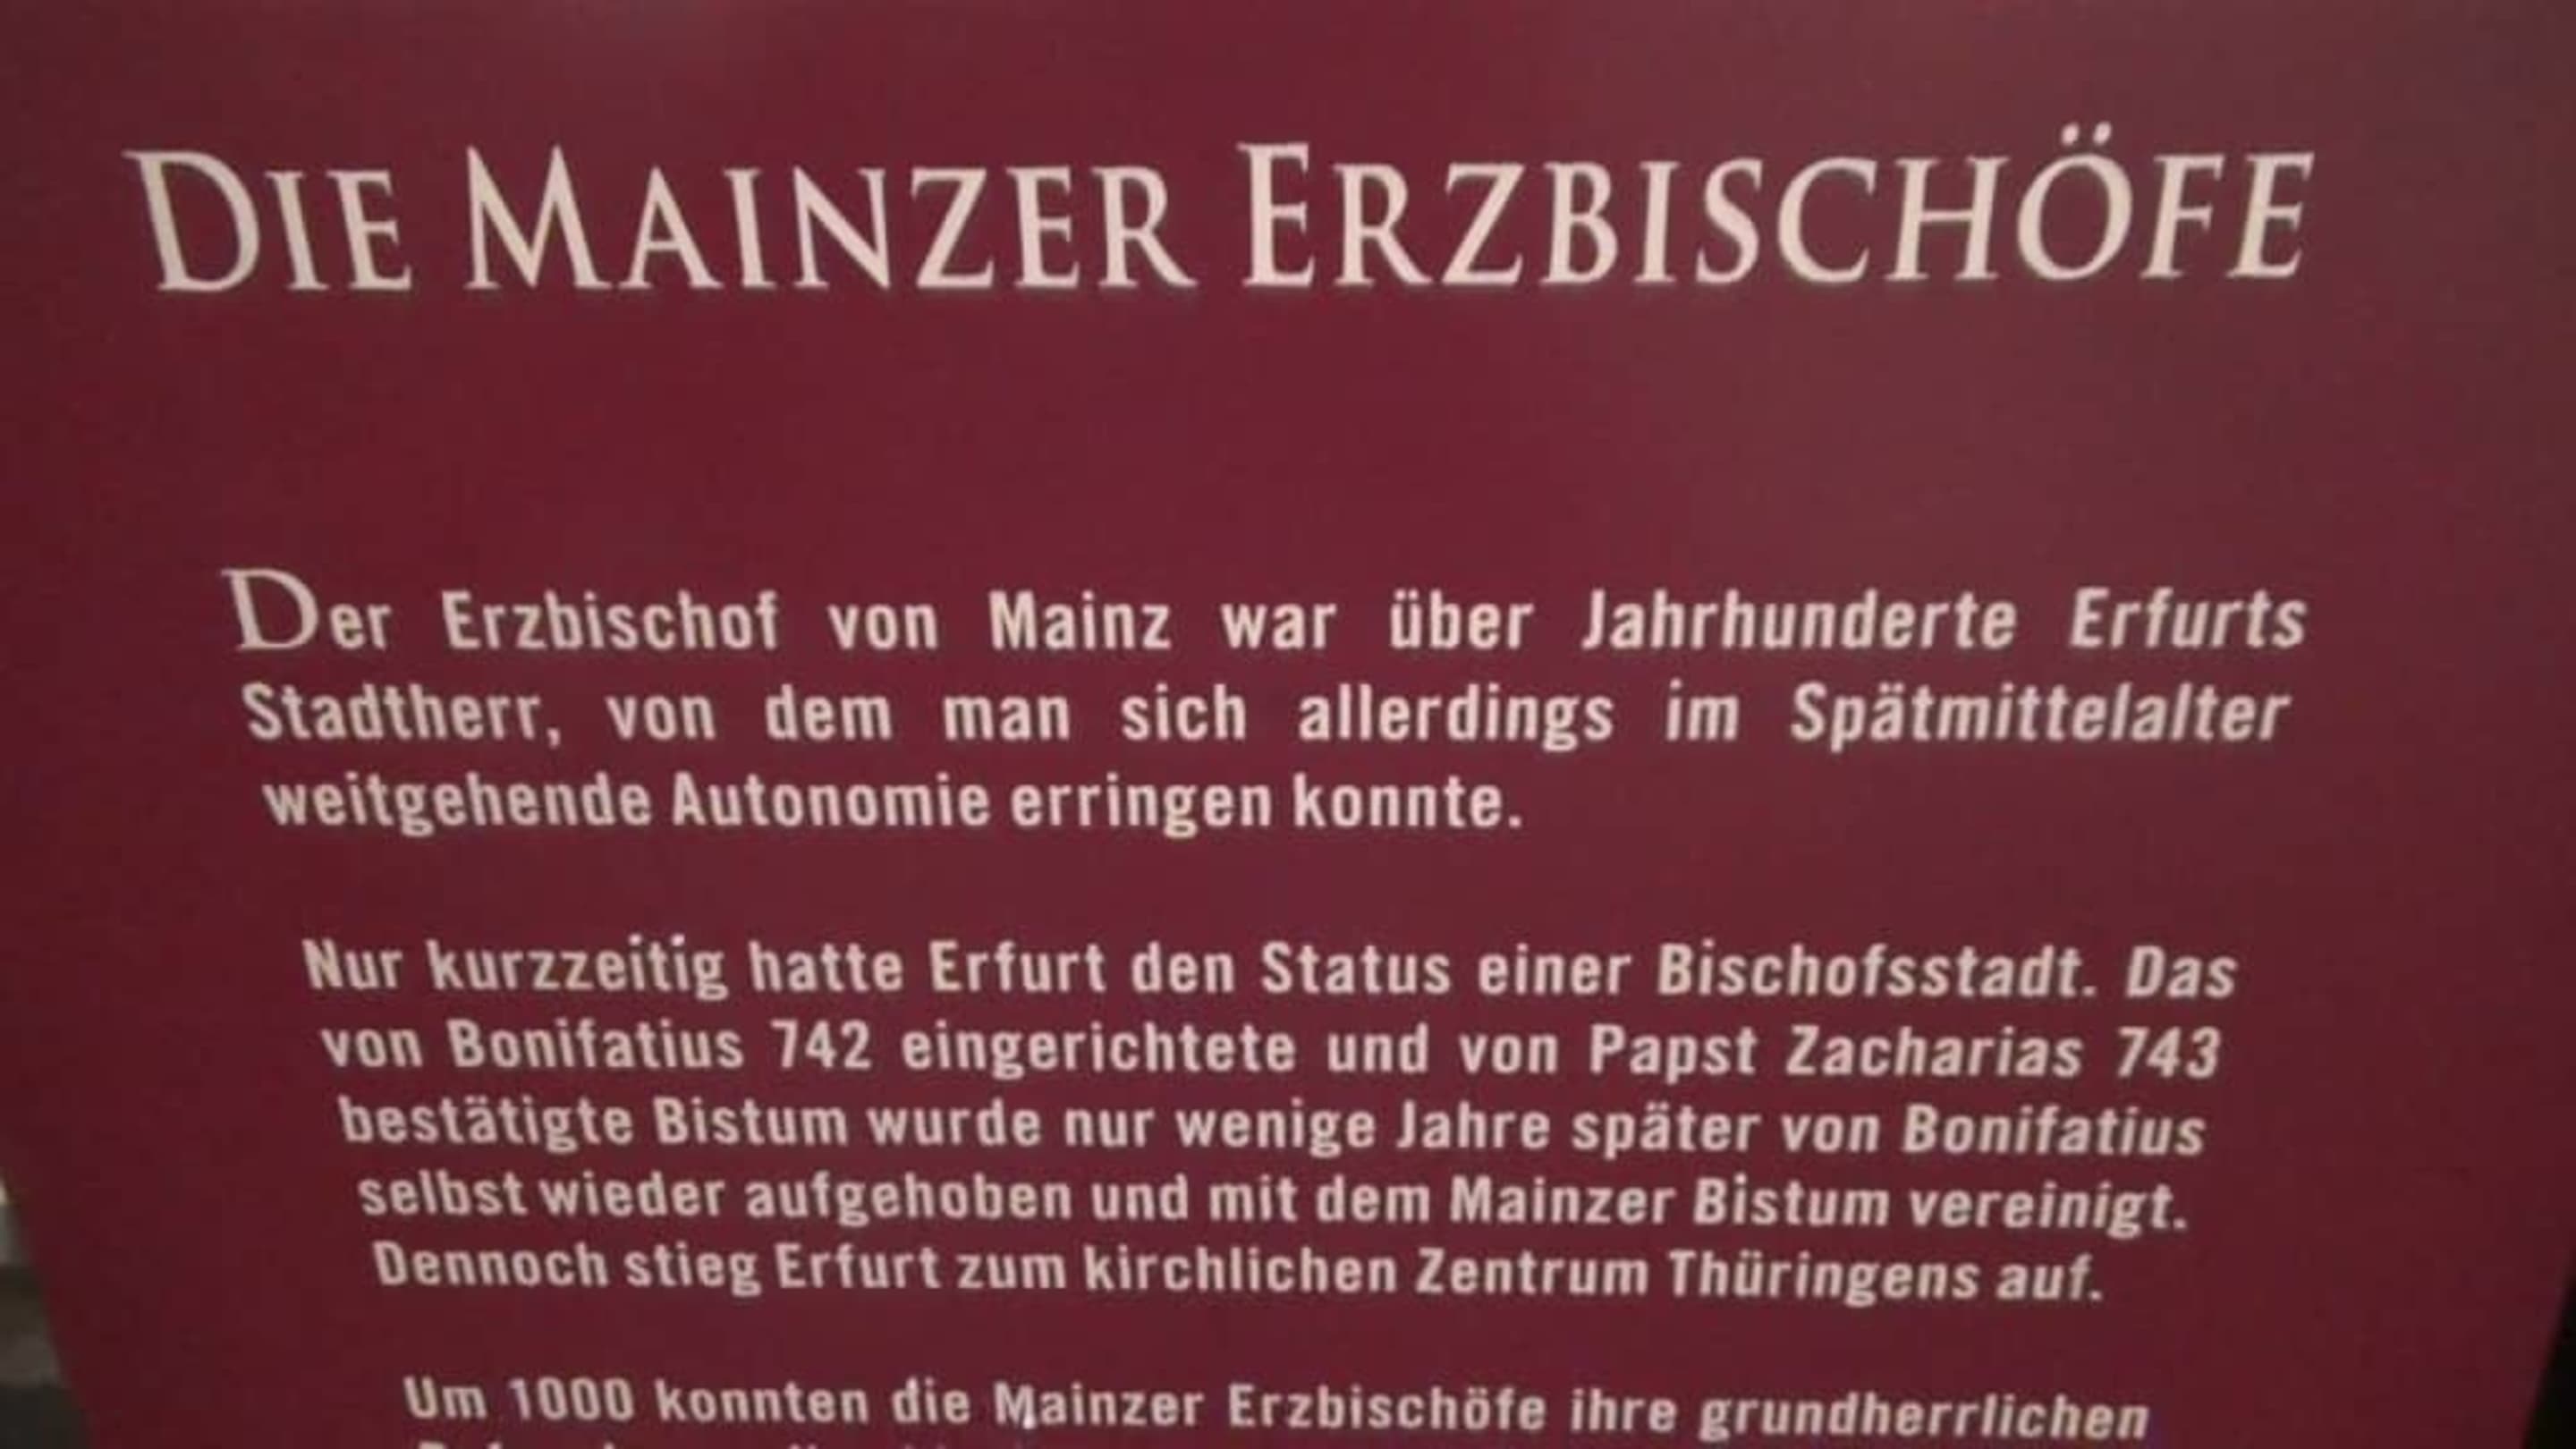 DIE MAINZER ERZBISCHÖFE
Der Erzbischof von Mainz war über Jahrhunderte Erfurts
Stadtherr, von dem man sich allerdings im Spätmittelalter
weitgehende Autonomie erringen konnte.
Nur kurzzeitig hatte Erfurt den Status einer Bischofsstadt. Das
von Bonifatius 742 eingerichtete und von Papst Zacharias 743
bestätigte Bistum wurde nur wenige Jahre später von Bonifatius
selbst wieder aufgehoben und mit dem Mainzer Bistum vereinigt.
Dennoch stieg Erfurt zum kirchlichen Zentrum Thüringens auf.
Um 1000 konnten die Mainzer Erzbischöfe ihre grundherrlichen